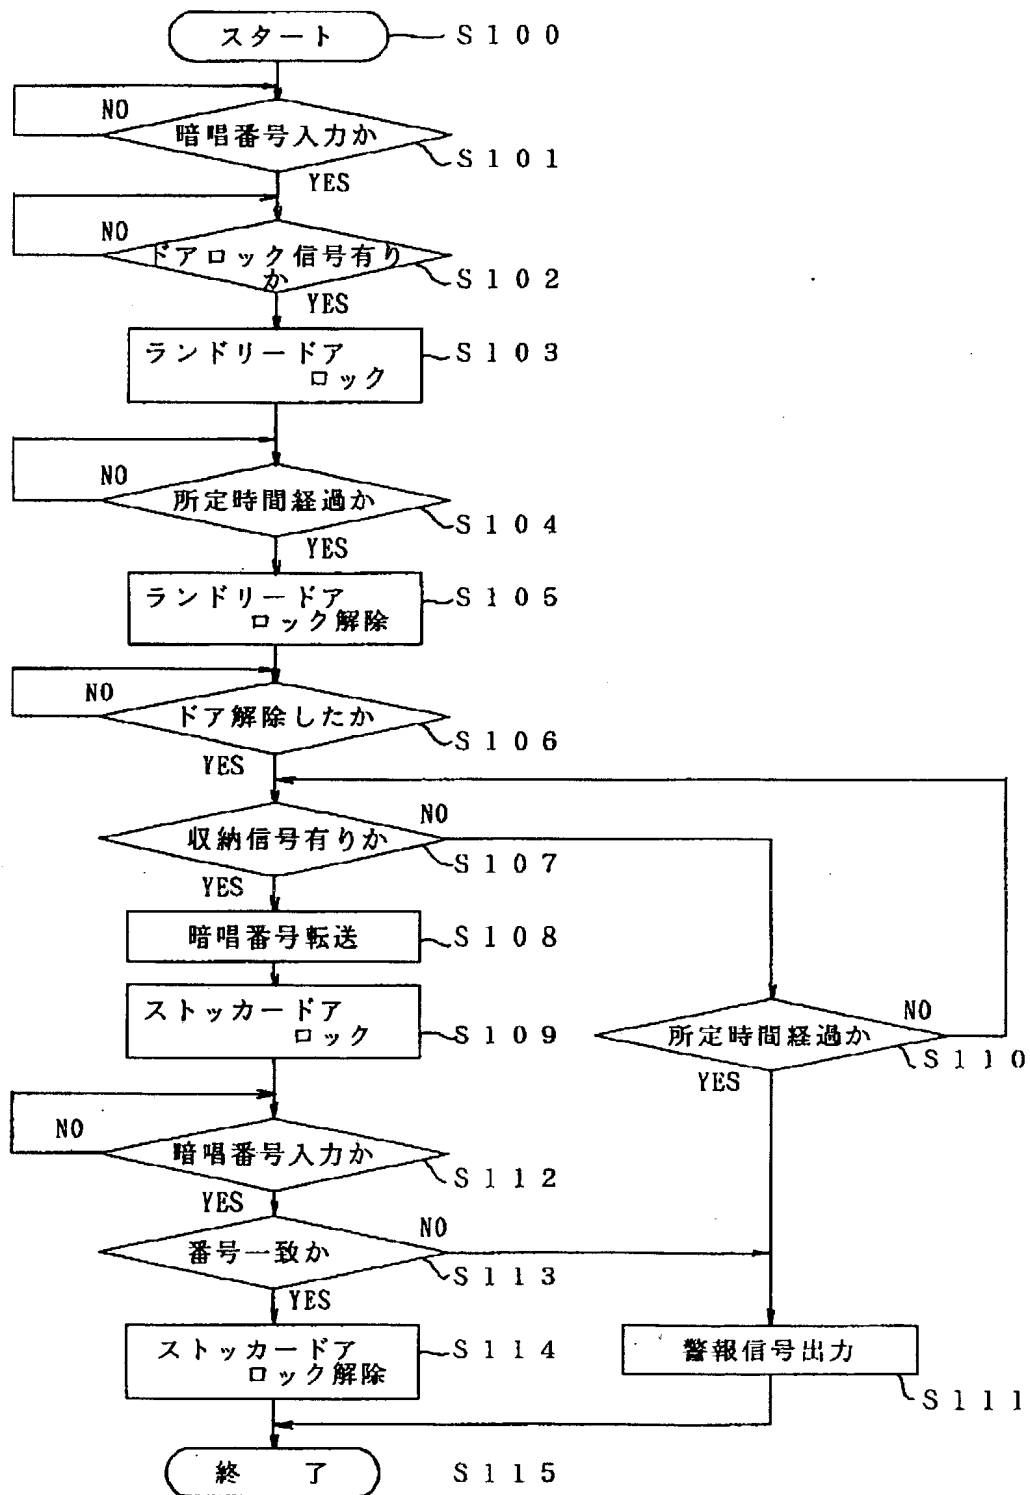 スタート
S100
NO
暗唱番号入力か
S101
YES
NO
ドアロック信号有り
か
S102
YES
ランドリードア
ロック
S103
NO
所定時間経過か
S104
YES
ランドリードア
ロック解除
S105
NO
ドア解除したか
S106
YES
収納信号有りか
NO
S107
YES
暗唱番号転送
S108
ストッカードア
ロック
S109
所定時間経過か
NO
S110
YES
NO
暗唱番号入力か
S112
YES
番号一致か
NO
S113
YES
ストッカードア
ロック解除
S114
警報信号出力
S111
終 了
S115